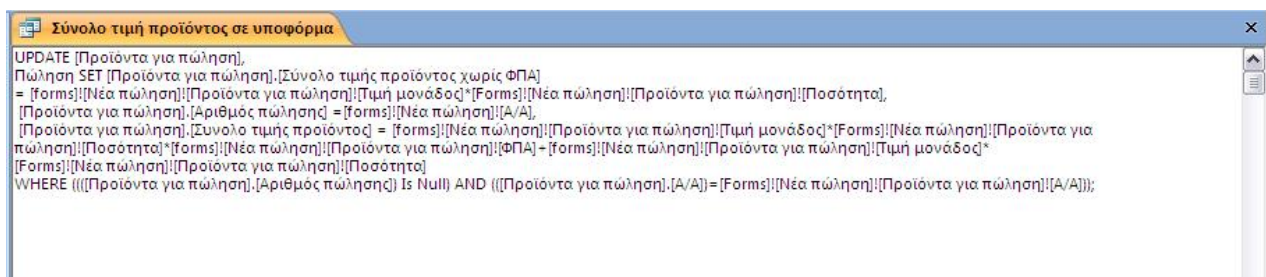 Σύνολο τιμή προϊόντος σε υποφόρμα
UPDATE [Προϊόντα για πώληση],
Πώληση SET [Προϊόντα για πώληση].[Σύνολο τιμής προϊόντος χωρίς ΦΠΑ]
= [forms]![Νέα πώληση]![Προϊόντα για πώληση]![Τιμή μονάδος]*[Forms]![Νέα πώληση]![Προϊόντα για πώληση]![Ποσότητα],
[Προϊόντα για πώληση].[Αριθμός πώλησης] =[forms]![Νέα πώληση]![Α/Α],
[Προϊόντα για πώληση].[Συνολο τιμής προϊόντος] = [forms]![Νέα πώληση]![Προϊόντα για πώληση]![Τιμή μονάδος]*[Forms]![Νέα πώληση]![Προϊόντα για
πώληση]![Ποσότητα]*[forms]![Νέα πώληση]![Προϊόντα για πώληση]![ΦΠΑ]+[forms]![Νέα πώληση]![Προϊόντα για πώληση]![Τιμή μονάδος]*
[Forms]![Νέα πώληση]![Προϊόντα για πώληση]![Ποσότητα]
WHERE ((([Προϊόντα για πώληση].[Αριθμός πώλησης]) Is Null) AND (([Προϊόντα για πώληση].[Α/Α])=[Forms]![Νέα πώληση]![Προϊόντα για πώληση]![Α/Α]));